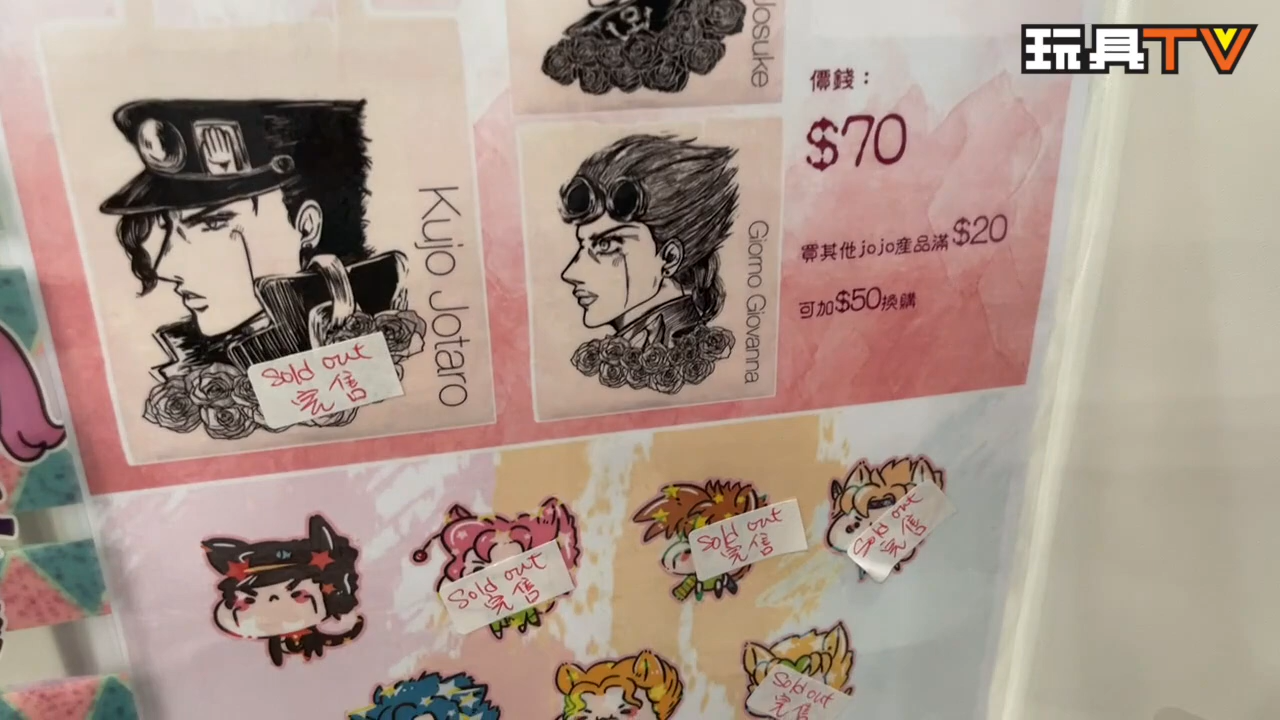 玩具TV
Josuke
價錢：
$70
Kujo Jotaro
Giorno Giovanna
買其他jojo產品滿$20
可加$50換購
Sold out
完售
Sold out
完售
Sold out
完售
Sold out
完售
Sold out
完售